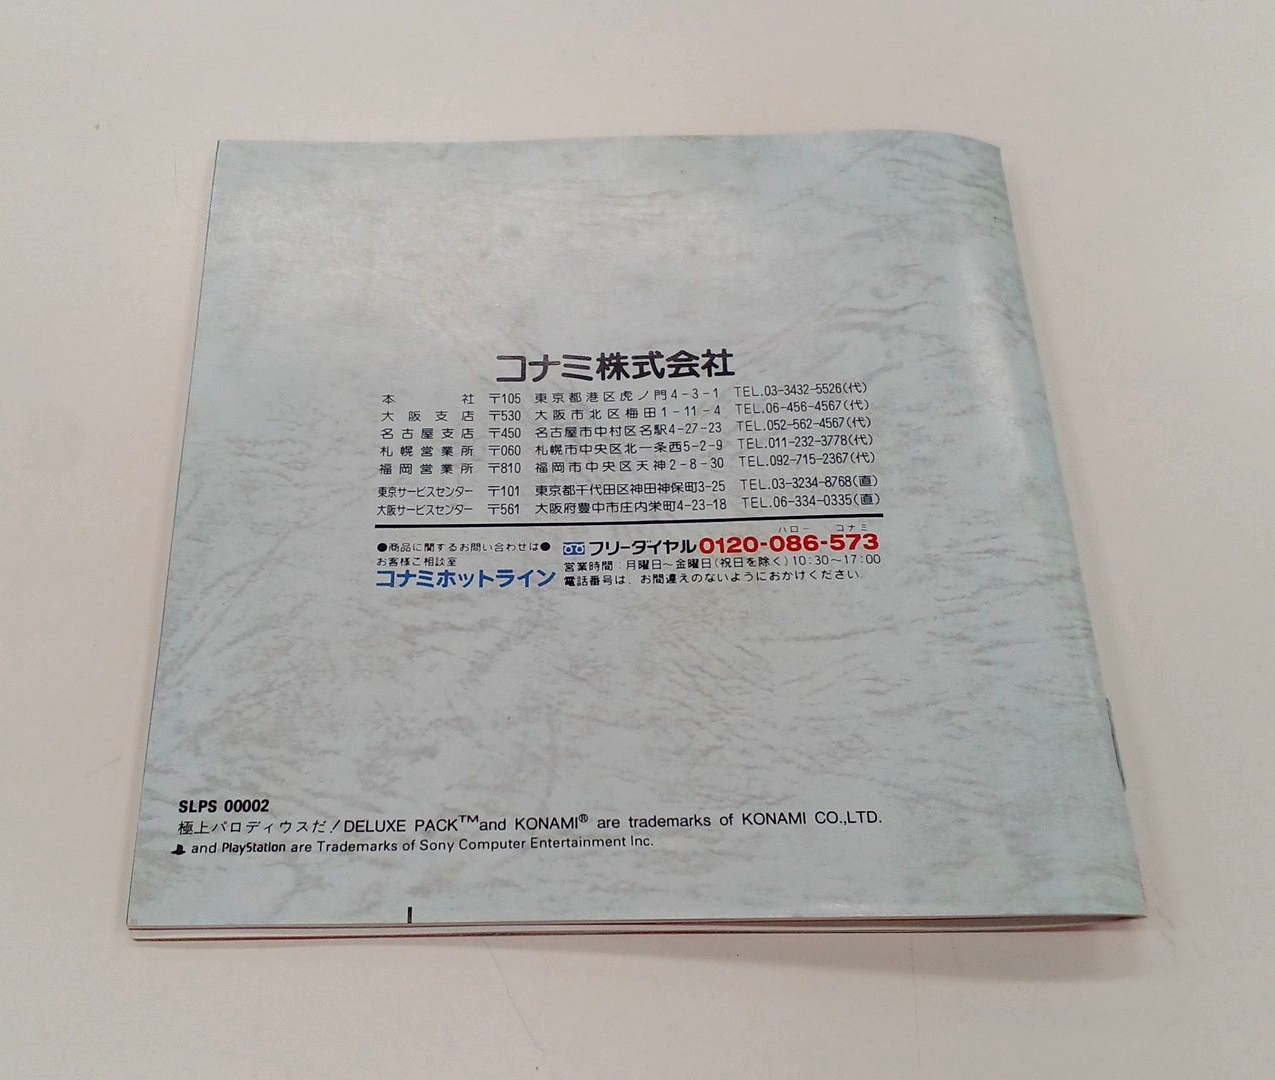 コナミ株式会社
本社 〒105 東京都港区虎ノ門4-3-1 TEL.03-3432-5526(代)
大阪支店 〒530 大阪市北区梅田1-11-4 TEL.06-456-4567(代)
名古屋支店 〒450 名古屋市中村区名駅4-27-23 TEL.052-562-4567(代)
札幌営業所 〒060 札幌市中央区北一条西5-2-9 TEL.011-232-3778(代)
福岡営業所 〒810 福岡市中央区天神2-8-30 TEL.092-715-2367(代)
東京サービスセンター 〒101 東京都千代田区神田神保町3-25 TEL.03-3234-8768(直)
大阪サービスセンター 〒561 大阪府豊中市庄内栄町4-23-18 TEL.06-334-0335(直)
●商品に関するお問い合わせは●
お客様ご相談室
コナミホットライン
ハロー コナミ
フリーダイヤル0120-086-573
営業時間:月曜日～金曜日(祝日を除く)10:30～17:00
電話番号は、お間違えのないようにおかけください。
SLPS 00002
極上パロディウスだ!DELUXE PACK™and KONAMI® are trademarks of KONAMI CO.,LTD.
and PlayStation are Trademarks of Sony Computer Entertainment Inc.